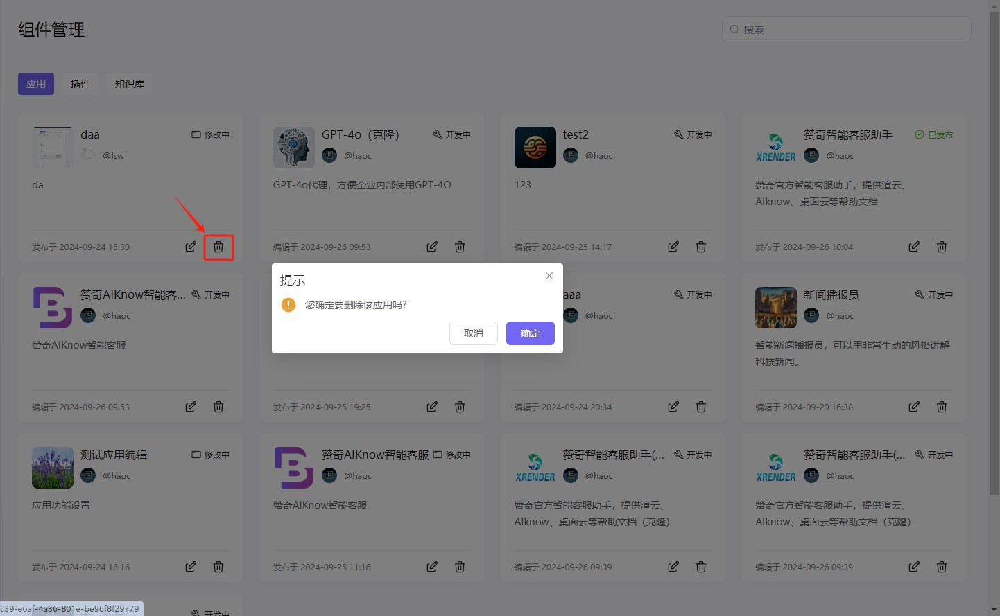 组件管理
搜索
应用
插件
知识库
daa
修改中
@lsw
da
发布于 2024-09-24 15:30
GPT-4o（克隆）
开发中
@haoc
GPT-4o代理，方便企业内部使用GPT-4O
编辑于 2024-09-26 09:53
test2
开发中
@haoc
123
编辑于 2024-09-25 14:17
XRENDER
赞奇智能客服助手
已发布
@haoc
赞奇官方智能客服助手，提供渲云、
AIknow、桌面云等帮助文档
发布于 2024-09-26 10:04
提示
您确定要删除该应用吗?
取消
确定
赞奇AIKnow智能客...
开发中
@haoc
赞奇AIKnow智能客服
编辑于 2024-09-26 09:53
发布于 2024-09-25 19:25
aaa
开发中
@haoc
编辑于 2024-09-24 20:34
新闻播报员
开发中
@haoc
智能新闻播报员，可以用非常生动的风格讲解
科技新闻。
编辑于 2024-09-20 16:38
测试应用编辑
修改中
@haoc
应用功能设置
发布于 2024-09-24 16:16
赞奇AIKnow智能客服
修改中
@haoc
赞奇AIKnow智能客服
发布于 2024-09-25 11:16
XRENDER
赞奇智能客服助手(...
开发中
@haoc
赞奇官方智能客服助手，提供渲云、
AIknow、桌面云等帮助文档（克隆）
编辑于 2024-09-26 09:39
XRENDER
赞奇智能客服助手(...
开发中
@haoc
赞奇官方智能客服助手，提供渲云、
AIknow、桌面云等帮助文档（克隆）
编辑于 2024-09-26 09:39
开发中
c39-e6af-4a36-801e-be96f8f29779